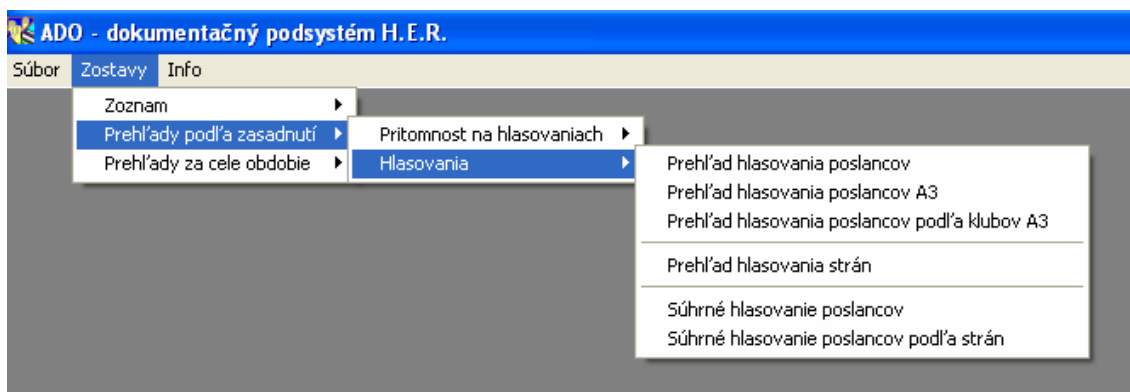 ADO - dokumentačný podsystém H.E.R.
Súbor Zostavy Info
Zoznam
Prehľady podľa zasadnutí
Prehľady za cele obdobie
Pritomnost na hlasovaniach
Hlasovania
Prehľad hlasovania poslancov
Prehľad hlasovania poslancov A3
Prehľad hlasovania poslancov podľa klubov A3
Prehľad hlasovania strán
Súhrné hlasovanie poslancov
Súhrné hlasovanie poslancov podľa strán